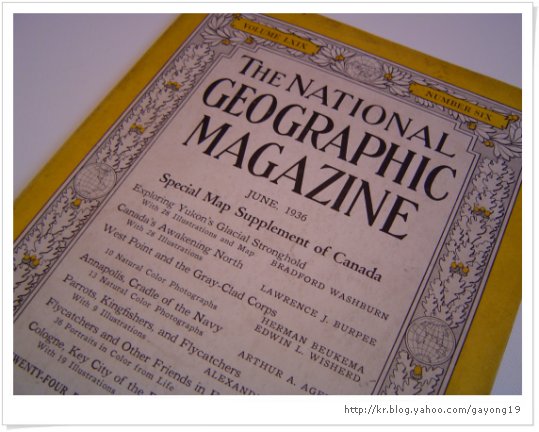 VOLUME LXIX
NUMBER SIX
THE NATIONAL
GEOGRAPHIC
MAGAZINE
JUNE, 1936
Special Map Supplement of Canada
Exploring Yukon's Glacial Stronghold
With 28 Illustrations and Map
BRADFORD WASHBURN
Canada's Awakening North
With 28 Illustrations
LAWRENCE J. BURPEE
West Point and the Gray-Clad Corps
10 Natural Color Photographs
HERMAN BEUKEMA
Annapolis, Cradle of the Navy
13 Natural Color Photographs
EDWIN L. WISHERD
Parrots, Kingfishers, and Flycatchers
With 9 Illustrations
ARTHUR A.
Flycatchers and Other Friends in
26 Portraits in Color from Life
Cologne, Key City of the
With 19 Illustrations
TWENTY-FOUR
http://kr.blog.yahoo.com/gayong19